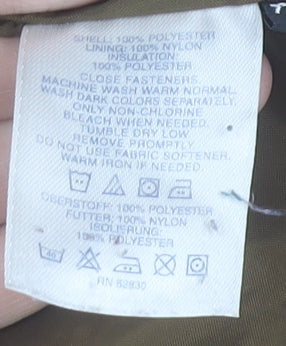 SHELL: 100% POLYESTER
LINING: 100% NYLON
INSULATION:
100% POLYESTER
CLOSE FASTENERS.
MACHINE WASH WARM NORMAL.
WASH DARK COLORS SEPARATELY.
ONLY NON-CHLORINE
BLEACH WHEN NEEDED.
TUMBLE DRY LOW
REMOVE PROMPTLY.
DO NOT USE FABRIC SOFTENER.
WARM IRON IF NEEDED.
OBERSTOFF: 100% POLYESTER
FUTTER: 100% NYLON
ISOLIERUNG:
100% POLYESTER
40
RN 62830